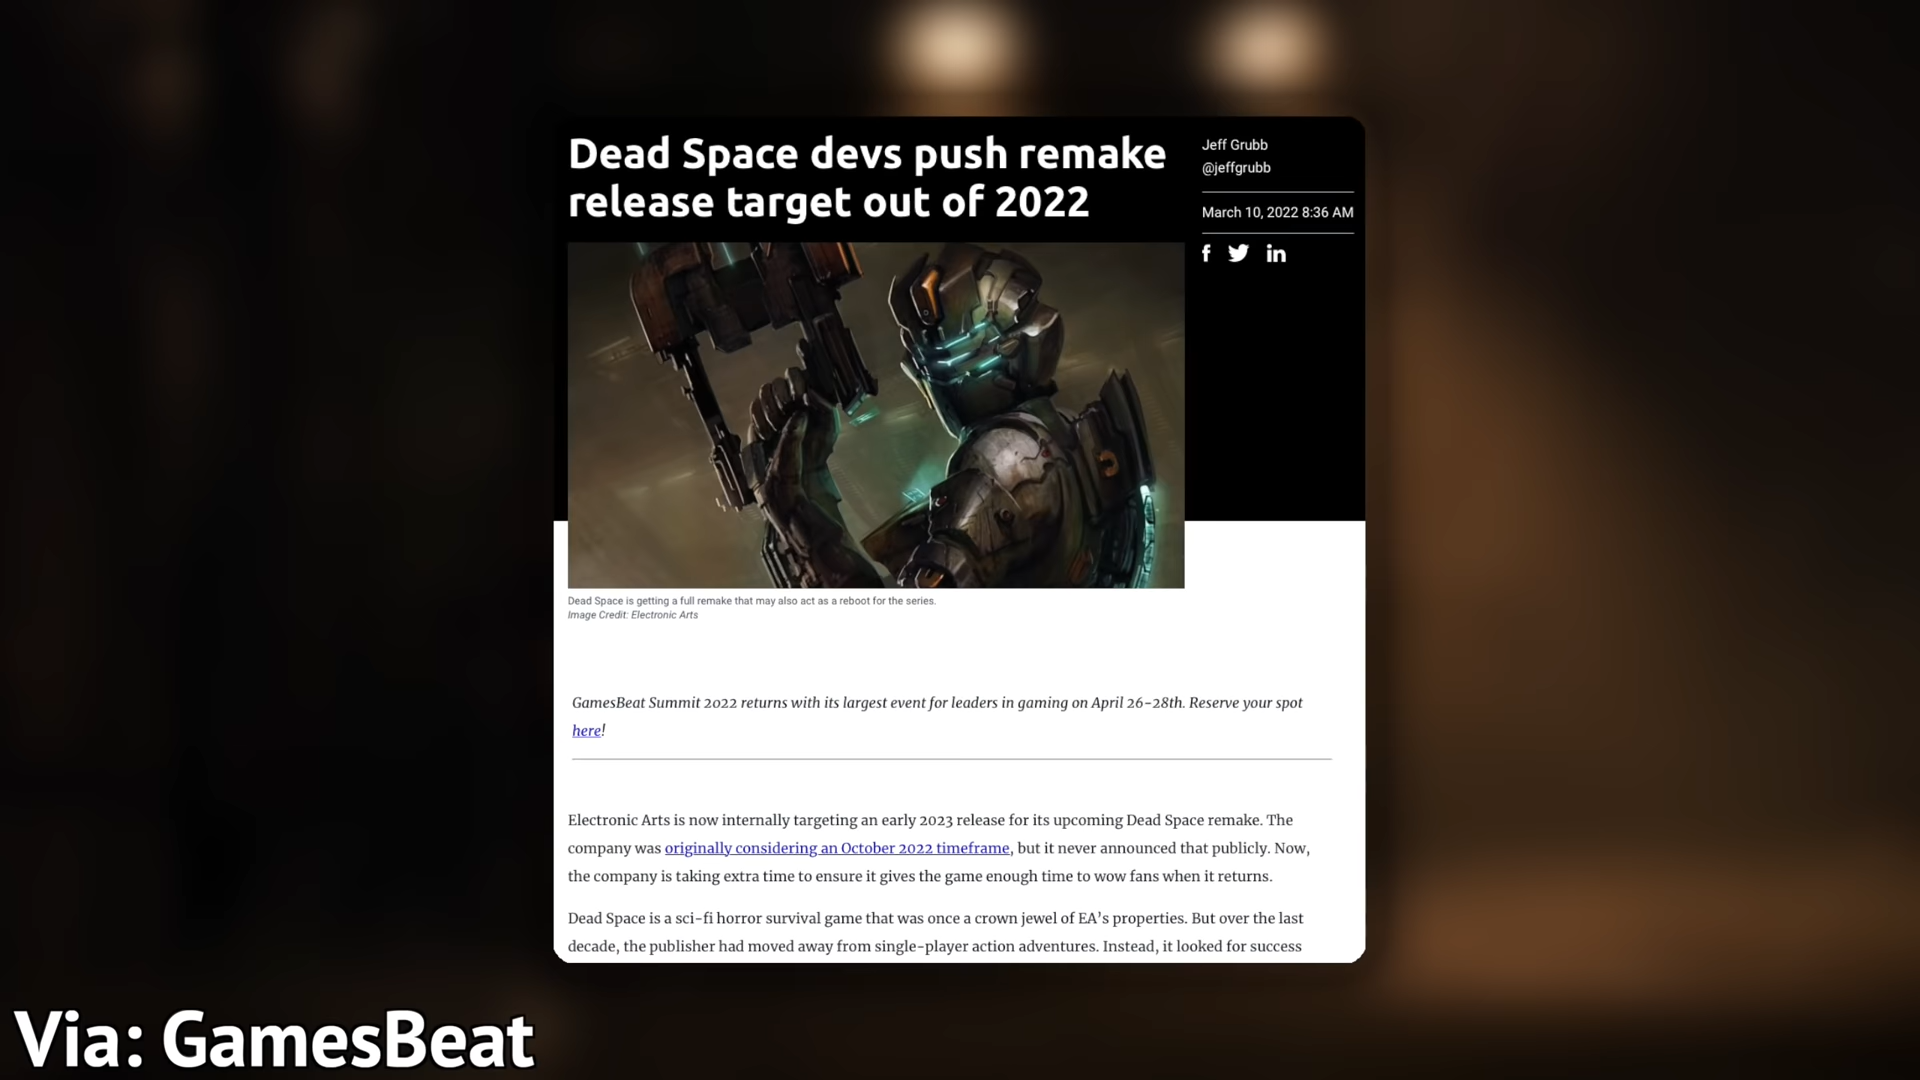 Dead Space devs push remake
release target out of 2022
Jeff Grubb
@jeffgrubb
March 10, 2022 8:36 AM
Dead Space is getting a full remake that may also act as a reboot for the series.
Image Credit: Electronic Arts
GamesBeat Summit 2022 returns with its largest event for leaders in gaming on April 26-28th. Reserve your spot
here!
Electronic Arts is now internally targeting an early 2023 release for its upcoming Dead Space remake. The
company was originally considering an October 2022 timeframe, but it never announced that publicly. Now,
the company is taking extra time to ensure it gives the game enough time to wow fans when it returns.
Dead Space is a sci-fi horror survival game that was once a crown jewel of EA's properties. But over the last
decade, the publisher had moved away from single-player action adventures. Instead, it looked for success
Via: GamesBeat